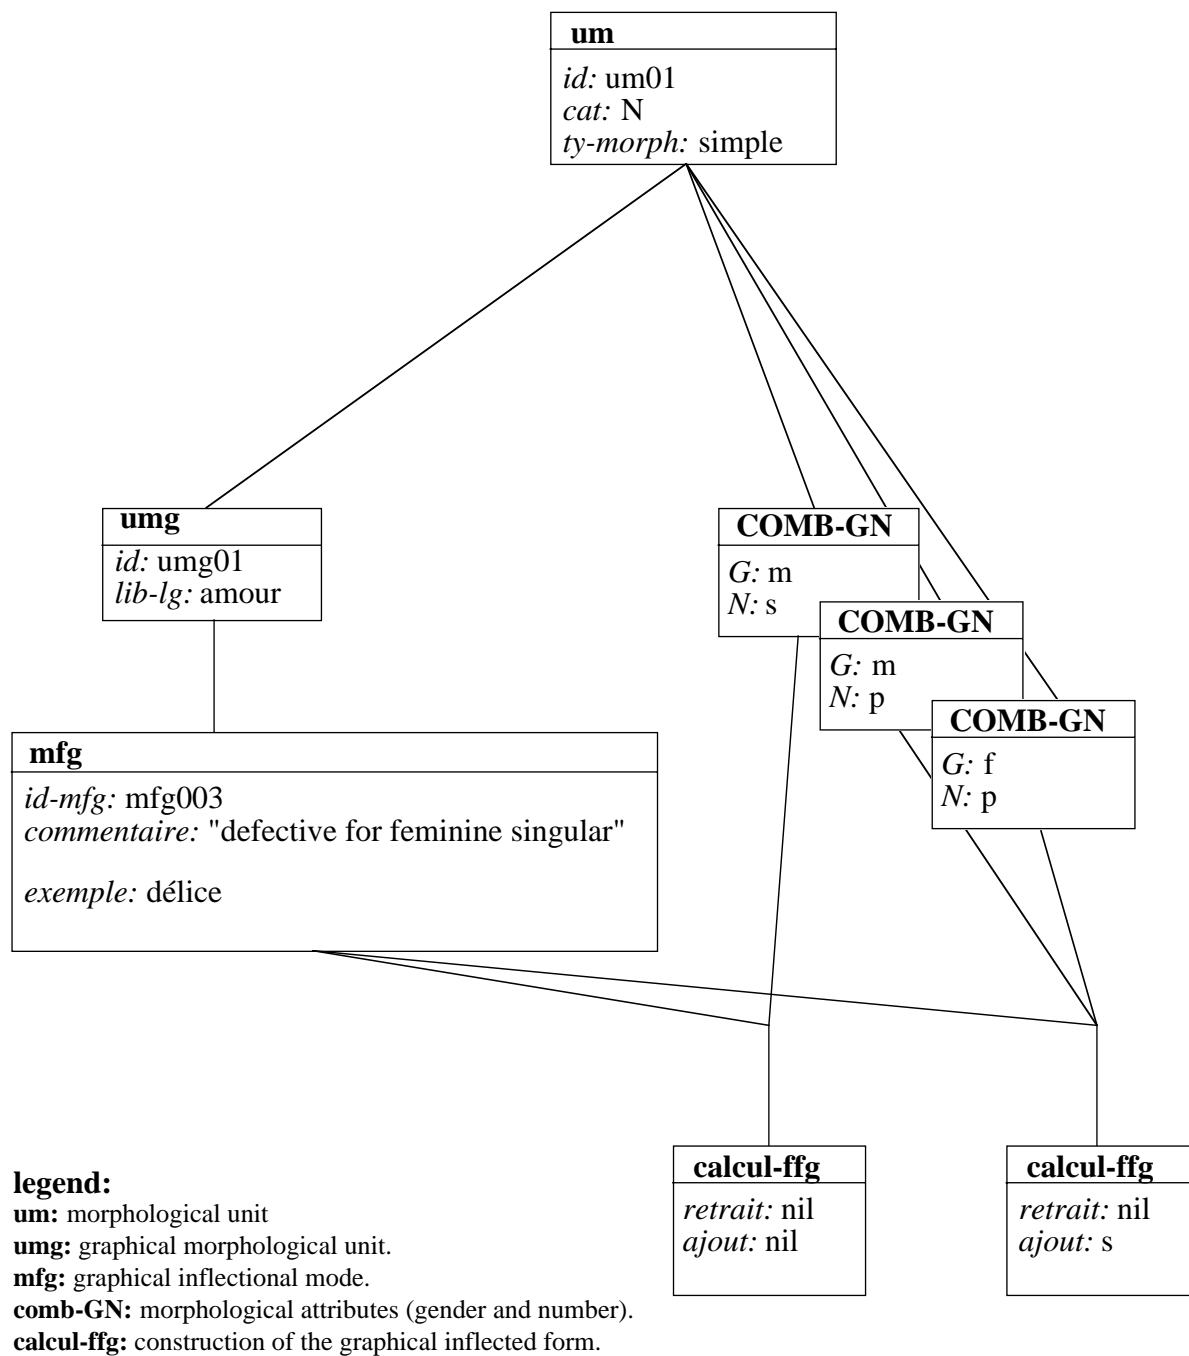 um
id: um01
cat: N
ty-morph: simple
umg
id: umg01
lib-lg: amour
COMB-GN
G: m
N: s
COMB-GN
G: m
N: p
COMB-GN
G: f
N: p
mfg
id-mfg: mfg003
commentaire: "defective for feminine singular"
exemple: délice
calcul-ffg
retrait: nil
ajout: nil
calcul-ffg
retrait: nil
ajout: s
legend:
um: morphological unit
umg: graphical morphological unit.
mfg: graphical inflectional mode.
comb-GN: morphological attributes (gender and number).
calcul-ffg: construction of the graphical inflected form.